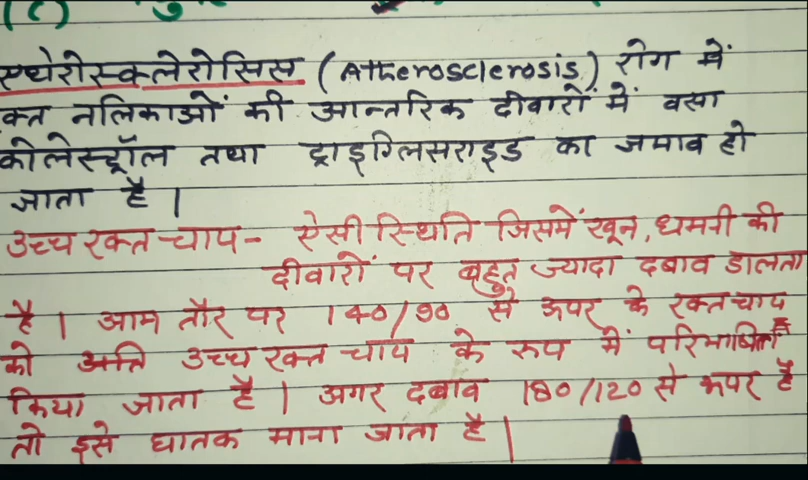 (C)
एथेरोस्क्लेरोसिस (Atherosclerosis) रोग में
क्त नलिकाओं की आन्तरिक दीवारों में वसा
कोलेस्ट्रॉल तथा ट्राइग्लिसराइड का जमाव हो
जाता है।
उच्च रक्त चाप - ऐसी स्थिति जिसमें खून, धमनी की
दीवारों पर बहुत ज्यादा दबाव डालता
है। आम तौर पर 140/90 से ऊपर के रक्तचाप
को अति उच्च रक्त चाप के रुप में परिभाषित
किया जाता है। अगर दबाव 180/120 से ऊपर है
तो इसे घातक माना जाता है।